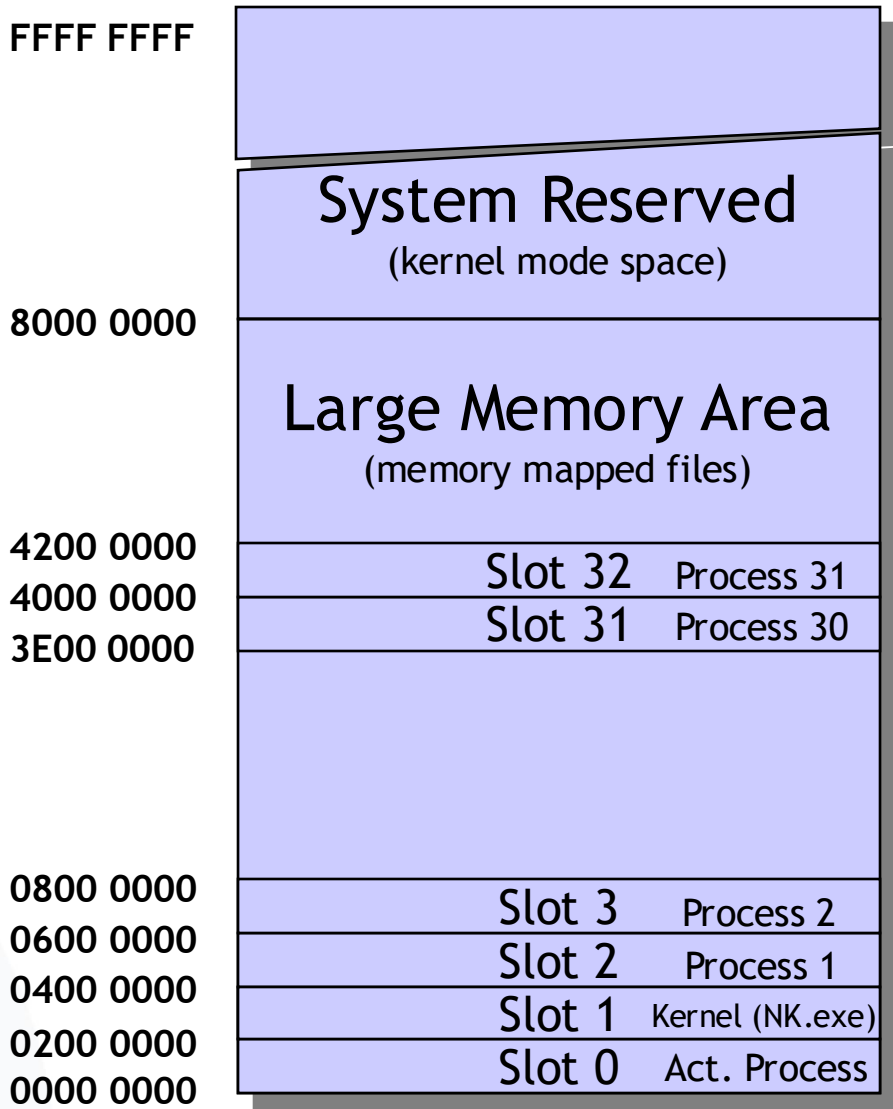 FFFF FFFF
System Reserved
(kernel mode space)
8000 0000
Large Memory Area
(memory mapped files)
4200 0000
Slot 32 Process 31
4000 0000
Slot 31 Process 30
3E00 0000
0800 0000
Slot 3 Process 2
0600 0000
Slot 2 Process 1
0400 0000
Slot 1 Kernel (NK.exe)
0200 0000
Slot 0 Act. Process
0000 0000